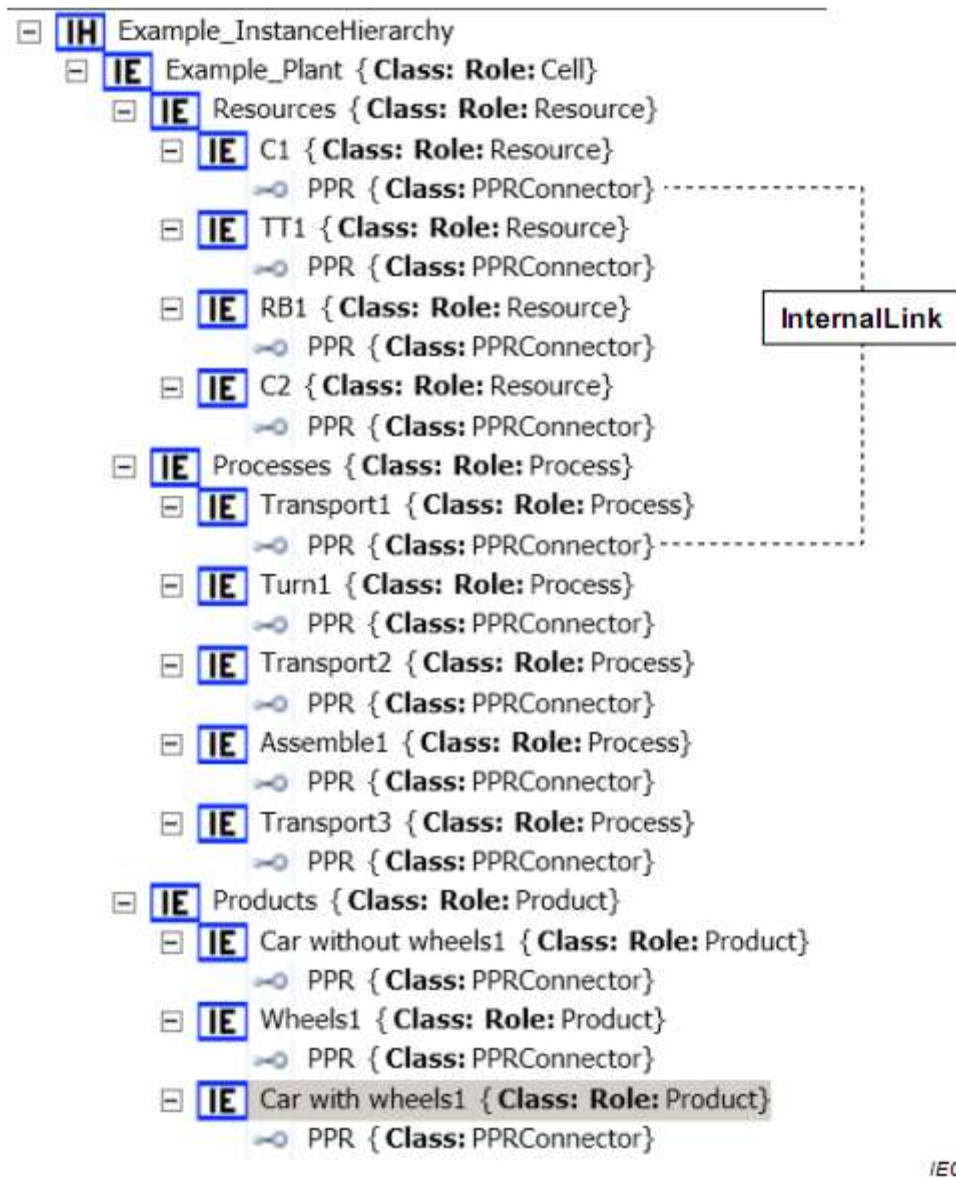 IH Example_InstanceHierarchy
IE Example_Plant {Class: Role: Cell}
IE Resources {Class: Role: Resource}
IE C1 {Class: Role: Resource}
PPR {Class: PPRConnector}
IE TT1 {Class: Role: Resource}
PPR {Class: PPRConnector}
IE RB1 {Class: Role: Resource}
InternalLink
PPR {Class: PPRConnector}
IE C2 {Class: Role: Resource}
PPR {Class: PPRConnector}
IE Processes {Class: Role: Process}
IE Transport1 {Class: Role: Process}
PPR {Class: PPRConnector}
IE Turn1 {Class: Role: Process}
PPR {Class: PPRConnector}
IE Transport2 {Class: Role: Process}
PPR {Class: PPRConnector}
IE Assemble1 {Class: Role: Process}
PPR {Class: PPRConnector}
IE Transport3 {Class: Role: Process}
PPR {Class: PPRConnector}
IE Products {Class: Role: Product}
IE Car without wheels1 {Class: Role: Product}
PPR {Class: PPRConnector}
IE Wheels1 {Class: Role: Product}
PPR {Class: PPRConnector}
IE Car with wheels1 {Class: Role: Product}
PPR {Class: PPRConnector}
IEC